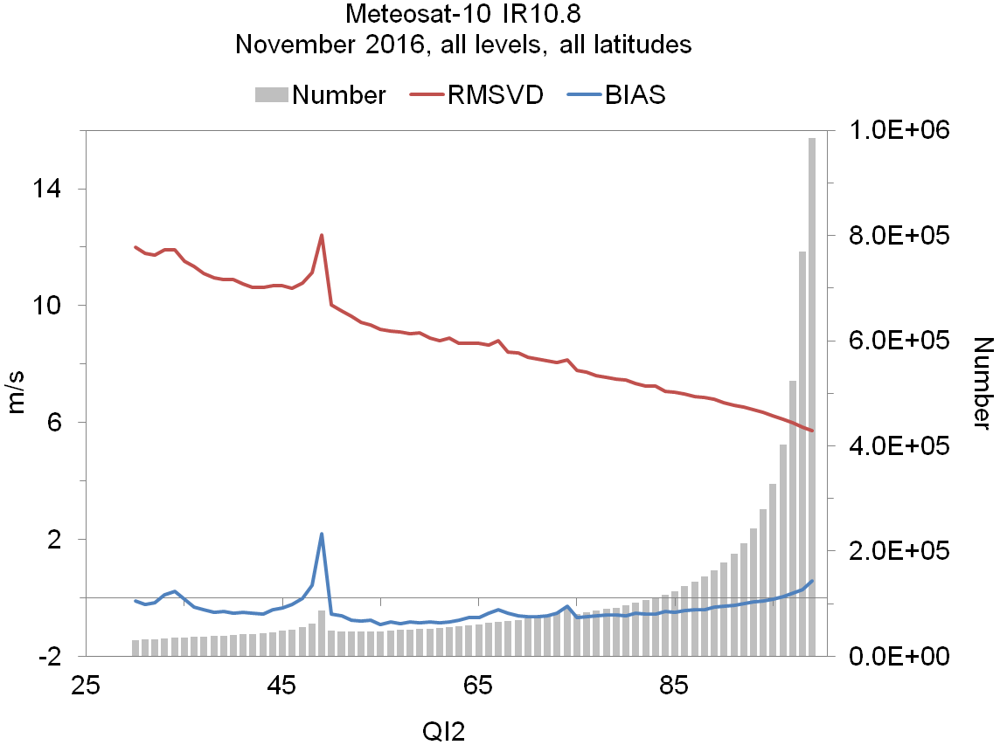 Meteosat-10 IR10.8
November 2016, all levels, all latitudes
Number RMSVD BIAS
1.0E+06
14
8.0E+05
10
6.0E+05
m/s
Number
6
4.0E+05
2
2.0E+05
-2
0.0E+00
25 45 65 85
QI2